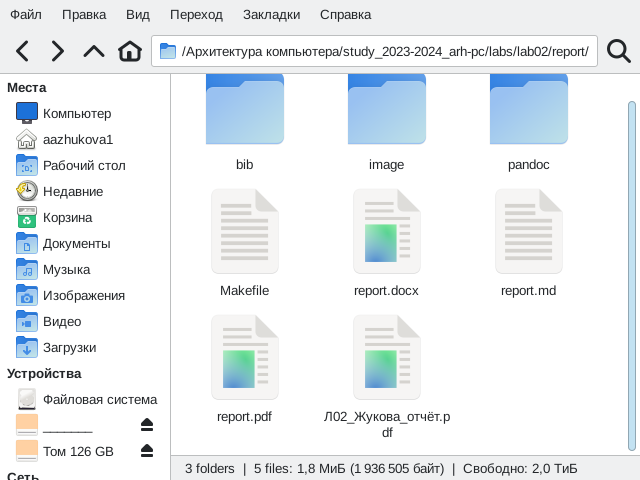 Файл Правка Вид Переход Закладки Справка
/Архитектура компьютера/study_2023-2024_arh-pc/labs/lab02/report/
Места
Компьютер
aazhukova1
Рабочий стол
Недавние
Корзина
Документы
Музыка
Изображения
Видео
Загрузки
Устройства
Файловая система
_______
Том 126 GB
Сеть
bib image pandoc
Makefile report.docx report.md
report.pdf Л02_Жукова_отчёт.p
df
3 folders | 5 files: 1,8 МиБ (1 936 505 байт) | Свободно: 2,0 ТиБ